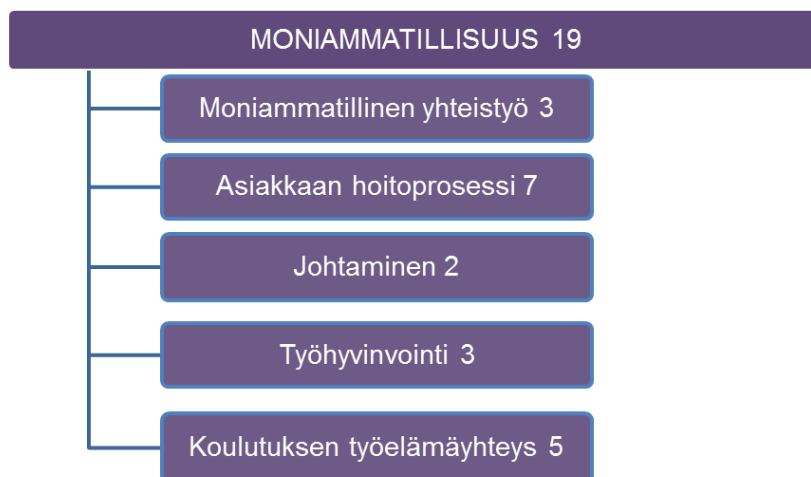 MONIAMMATILLISUUS 19
Moniammatillinen yhteistyö 3
Asiakkaan hoitoprosessi 7
Johtaminen 2
Työhyvinvointi 3
Koulutuksen työelämäyhteys 5